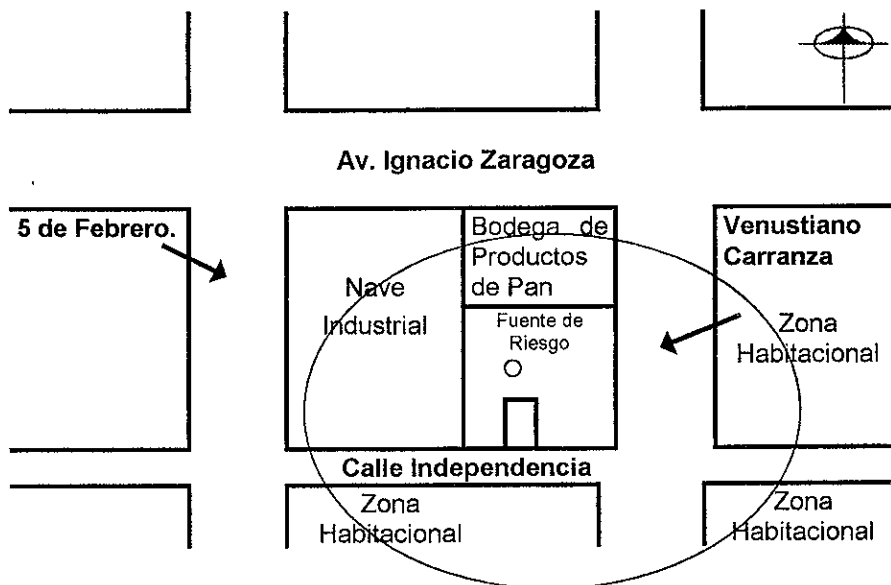 Av. Ignacio Zaragoza
5 de Febrero.
Nave
Industrial
Bodega de
Productos
de Pan
Fuente de
Riesgo
Venustiano
Carranza
Zona
Habitacional
Calle Independencia
Zona
Habitacional
Zona
Habitacional